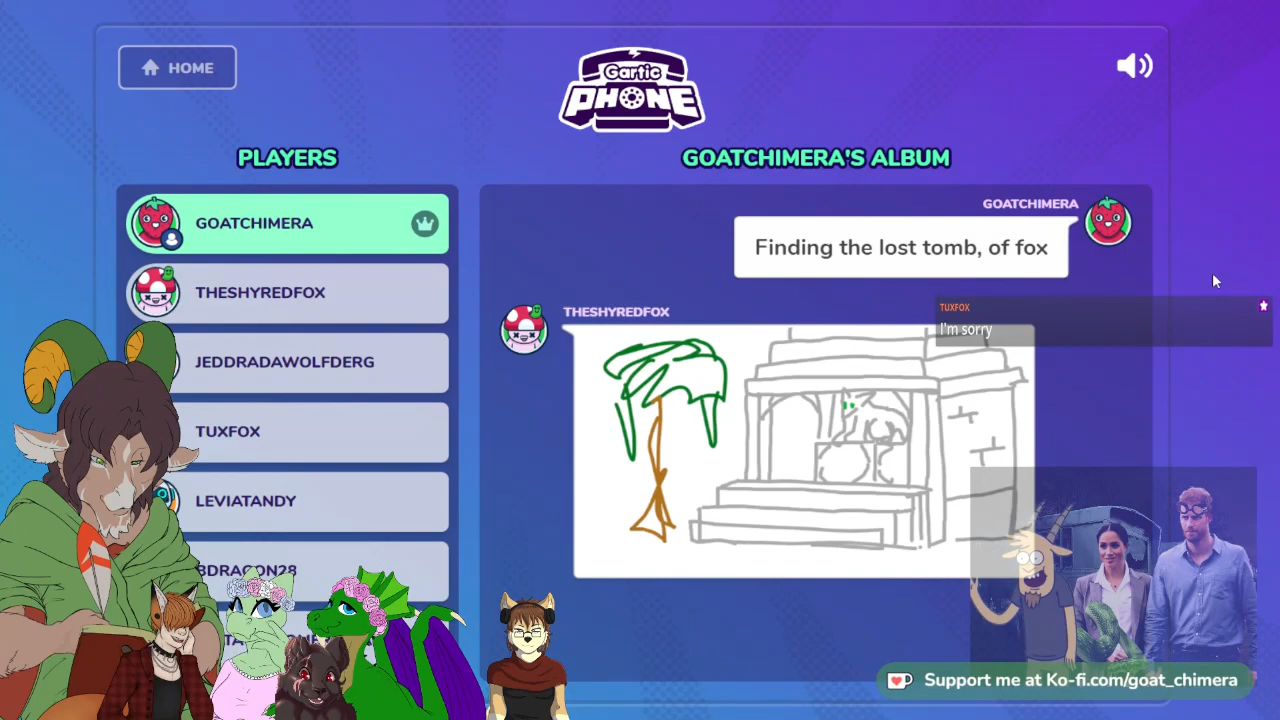 HOME
Gartic
PHONE
PLAYERS
GOATCHIMERA'S ALBUM
GOATCHIMERA
THESHYREDFOX
JEDDRADAWOLFDERG
TUXFOX
LEVIATANDY
GOATCHIMERA
Finding the lost tomb, of fox
THESHYREDFOX
TUXFOX
I'm sorry
Support me at Ko-fi.com/goat_chimera